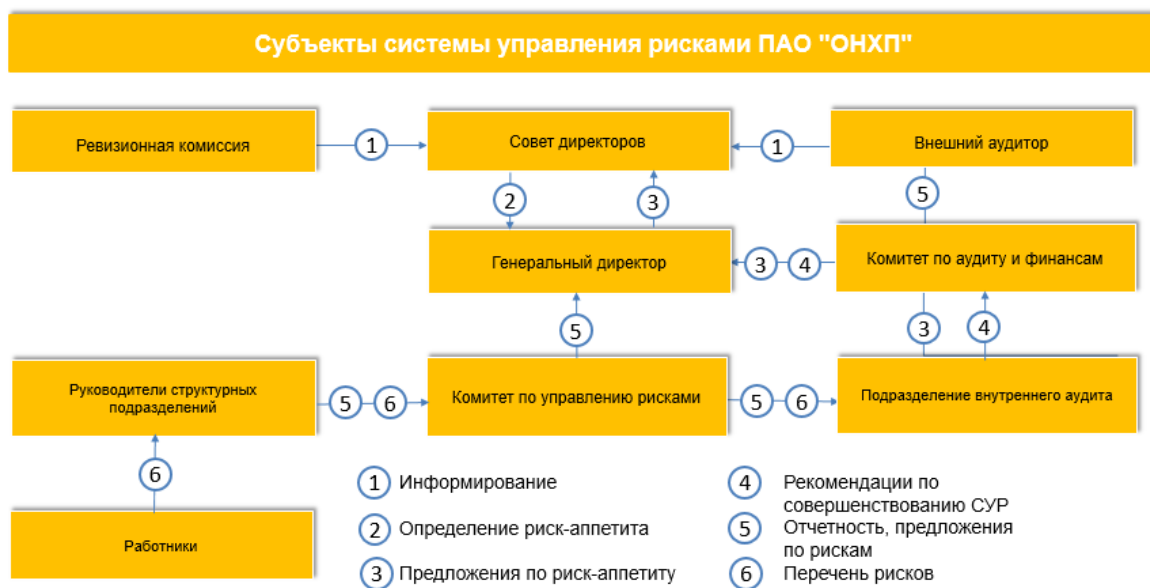 Субъекты системы управления рисками ПАО "ОНХП"
Ревизионная комиссия
1
Совет директоров
1
Внешний аудитор
2
3
5
Генеральный директор
3
4
Комитет по аудиту и финансам
5
3
4
Руководители структурных
подразделений
5
6
Комитет по управлению рисками
5
6
Подразделение внутреннего аудита
6
Работники
1 Информирование
2 Определение риск-аппетита
3 Предложения по риск-аппетиту
4 Рекомендации по
совершенствованию СУР
5 Отчетность, предложения
по рискам
6 Перечень рисков